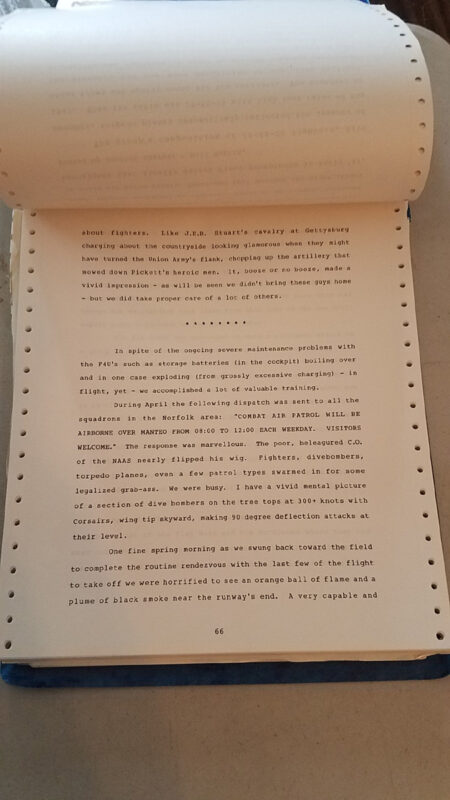 about fighters. Like J.E.B. Stuart's cavalry at Gettysburg
charging about the countryside looking glamorous when they might
have turned the Union Army's flank, chopping up the artillery that
mowed down Pickett's heroic men. It, booze or no booze, made a
vivid impression - as will be seen we didn't bring these guys home
- but we did take proper care of a lot of others.
* * * * * * * *
In spite of the ongoing severe maintenance problems with
the F4U's such as storage batteries (in the cockpit) boiling over
and in one case exploding (from grossly excessive charging) - in
flight, yet - we accomplished a lot of valuable training.
During April the following dispatch was sent to all the
squadrons in the Norfolk area: "COMBAT AIR PATROL WILL BE
AIRBORNE OVER MANTEO FROM 08:00 TO 12:00 EACH WEEKDAY. VISITORS
WELCOME." The response was marvellous. The poor, beleagured C.O.
of the NAAS nearly flipped his wig. Fighters, divebombers,
torpedo planes, even a few patrol types swarmed in for some
legalized grab-ass. We were busy. I have a vivid mental picture
of a section of dive bombers on the tree tops at 300+ knots with
Corsairs, wing tip skyward, making 90 degree deflection attacks at
their level.
One fine spring morning as we swung back toward the field
to complete the routine rendezvous with the last few of the flight
to take off we were horrified to see an orange ball of flame and a
plume of black smoke near the runway's end. A very capable and
66